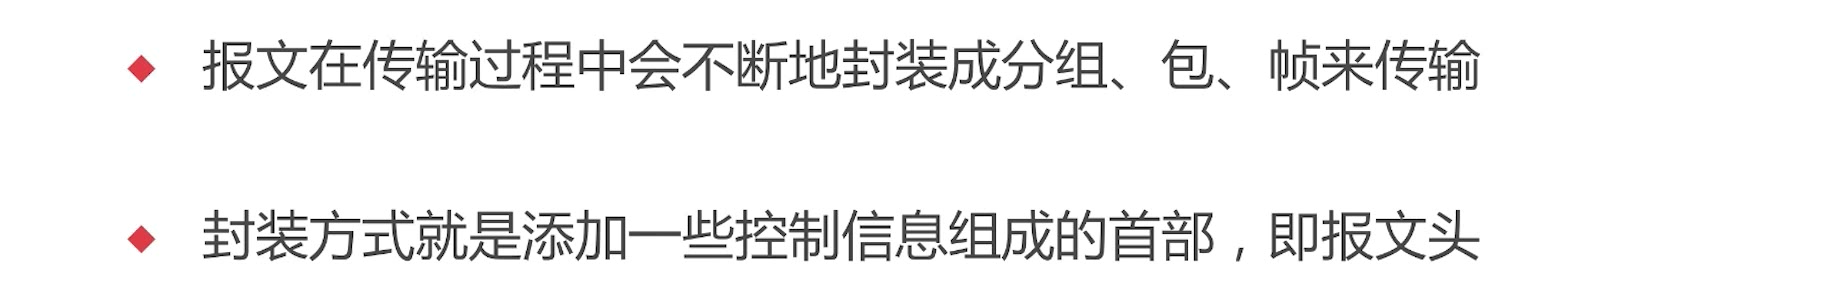 报文在传输过程中会不断地封装成分组、包、帧来传输
封装方式就是添加一些控制信息组成的首部，即报文头